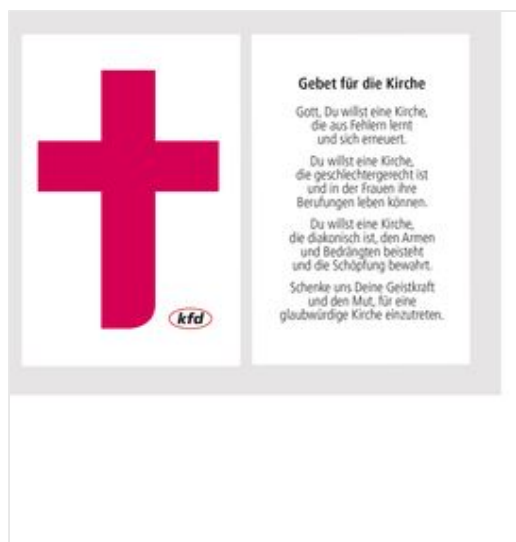 kfd
Gebet für die Kirche
Gott, Du willst eine Kirche,
die aus Fehlern lernt
und sich erneuert.
Du willst eine Kirche,
die geschlechtergerecht ist
und in der Frauen ihre
Berufungen leben können.
Du willst eine Kirche,
die diakonisch ist, den Armen
und Bedrängten beisteht
und die Schöpfung bewahrt.
Schenke uns Deine Geistkraft
und den Mut, für eine
glaubwürdige Kirche einzutreten.